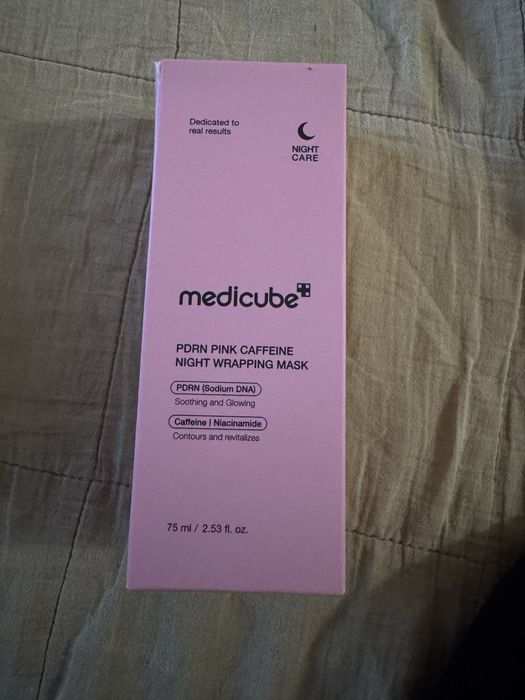 Dedicated to
real results
NIGHT
CARE
medicube
PDRN PINK CAFFEINE
NIGHT WRAPPING MASK
PDRN (Sodium DNA)
Soothing and Glowing
Caffeine | Niacinamide
Contours and revitalizes
75 ml / 2.53 fl. oz.